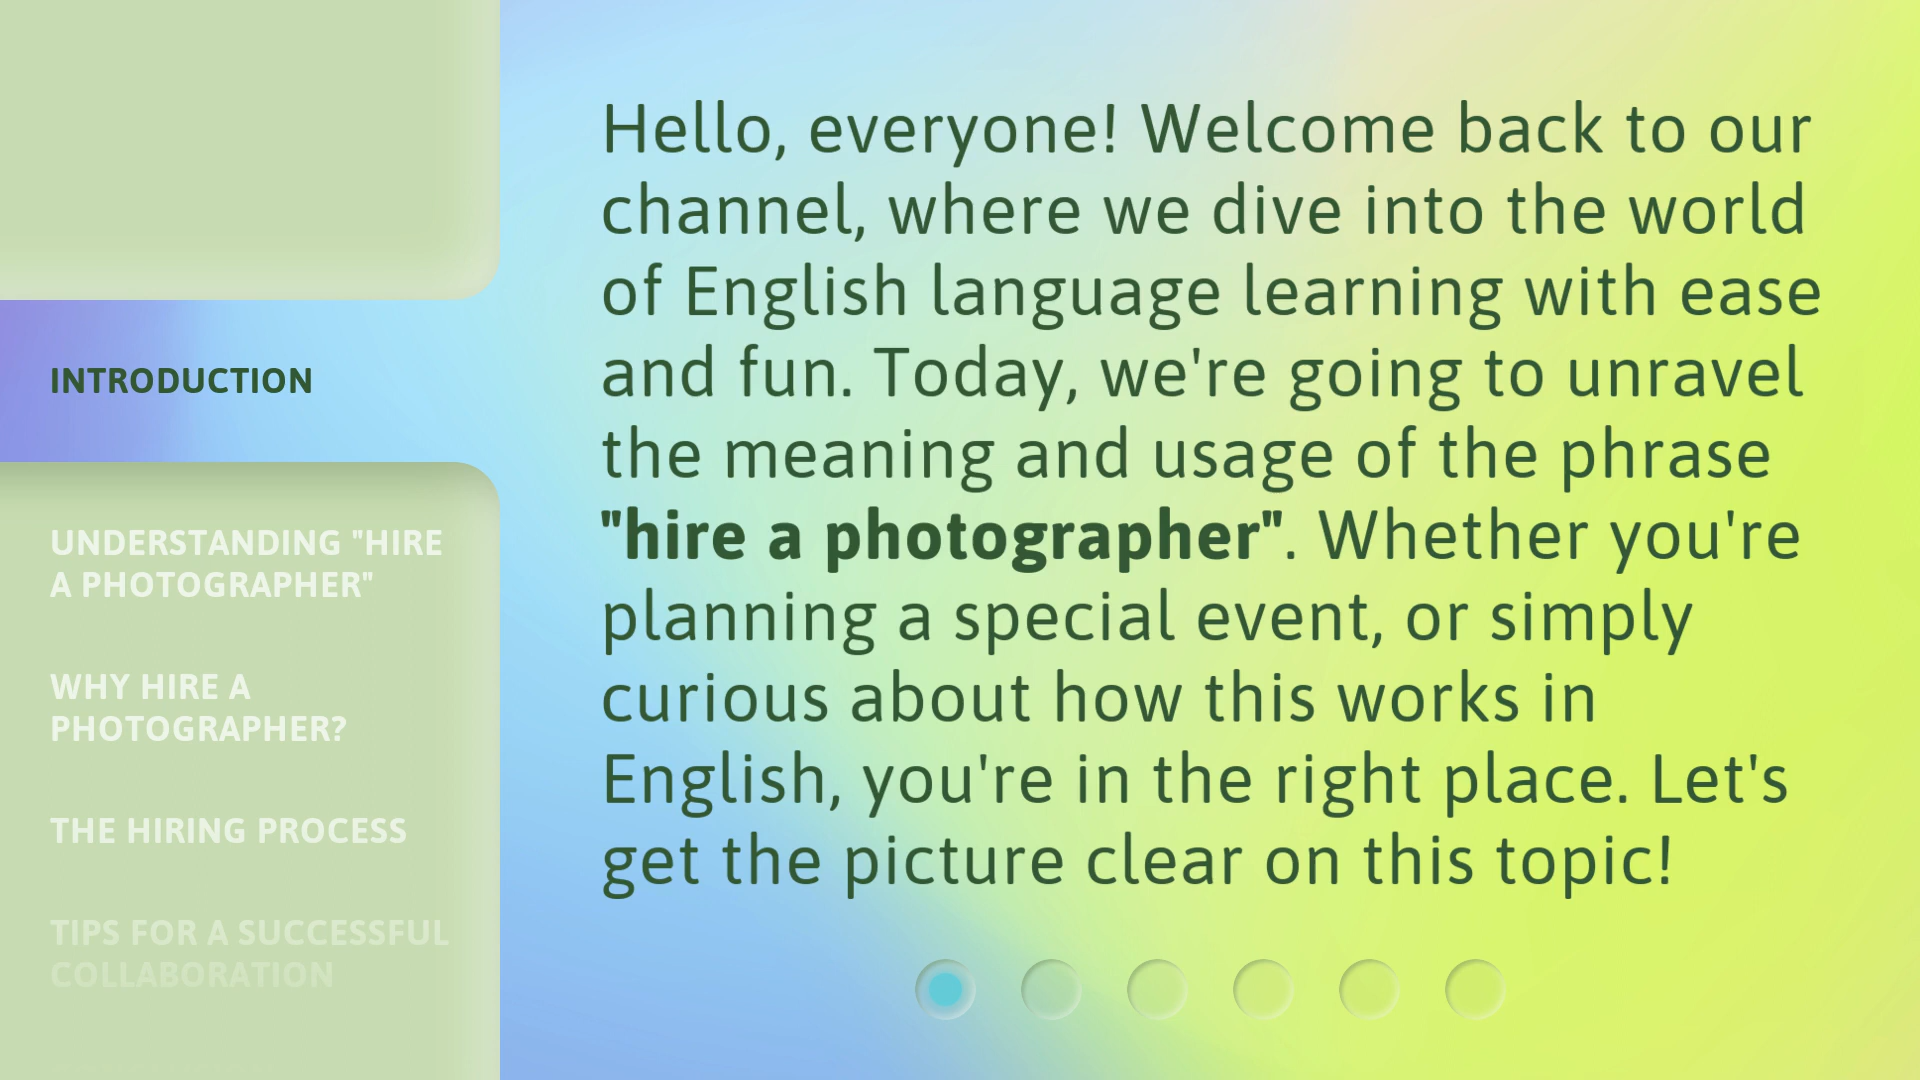 INTRODUCTION
UNDERSTANDING "HIRE
A PHOTOGRAPHER"
WHY HIRE A
PHOTOGRAPHER?
THE HIRING PROCESS
TIPS FOR A SUCCESSFUL
COLLABORATION
CONCLUSION
Hello, everyone! Welcome back to our
channel, where we dive into the world
of English language learning with ease
and fun. Today, we're going to unravel
the meaning and usage of the phrase
"hire a photographer". Whether you're
planning a special event, or simply
curious about how this works in
English, you're in the right place. Let's
get the picture clear on this topic!